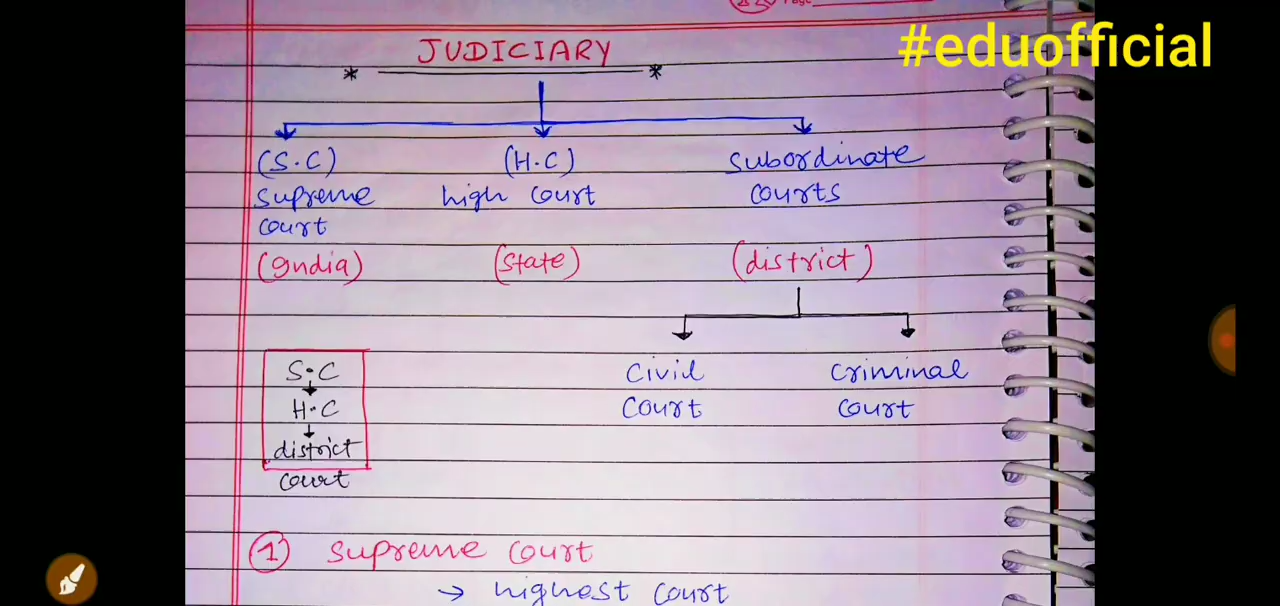 Page
#eduofficial
JUDICIARY
(S.C) (H.C) subordinate
supreme high court courts
court
(India) (state) (district)
S.C civil criminal
H.C court court
district
court
① supreme court
→ highest court